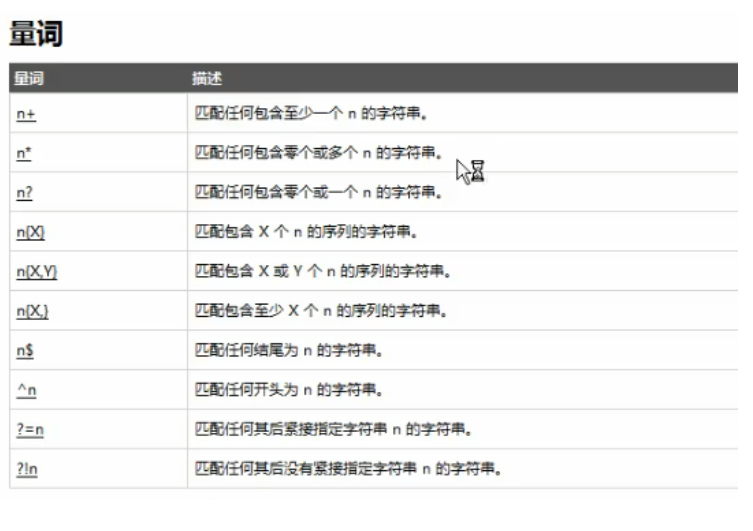 量词
量词 描述
n+ 匹配任何包含至少一个 n 的字符串。
n* 匹配任何包含零个或多个 n 的字符串。
n? 匹配任何包含零个或一个 n 的字符串。
n{X} 匹配包含 X 个 n 的序列的字符串。
n{X,Y} 匹配包含 X 或 Y 个 n 的序列的字符串。
n{X,} 匹配包含至少 X 个 n 的序列的字符串。
n$ 匹配任何结尾为 n 的字符串。
^n 匹配任何开头为 n 的字符串。
?=n 匹配任何其后紧接指定字符串 n 的字符串。
?!n 匹配任何其后没有紧接指定字符串 n 的字符串。